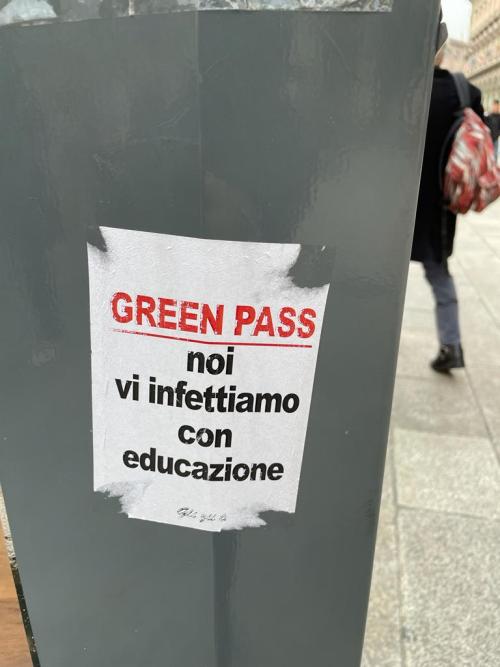 GREEN PASS
noi
vi infettiamo
con
educazione